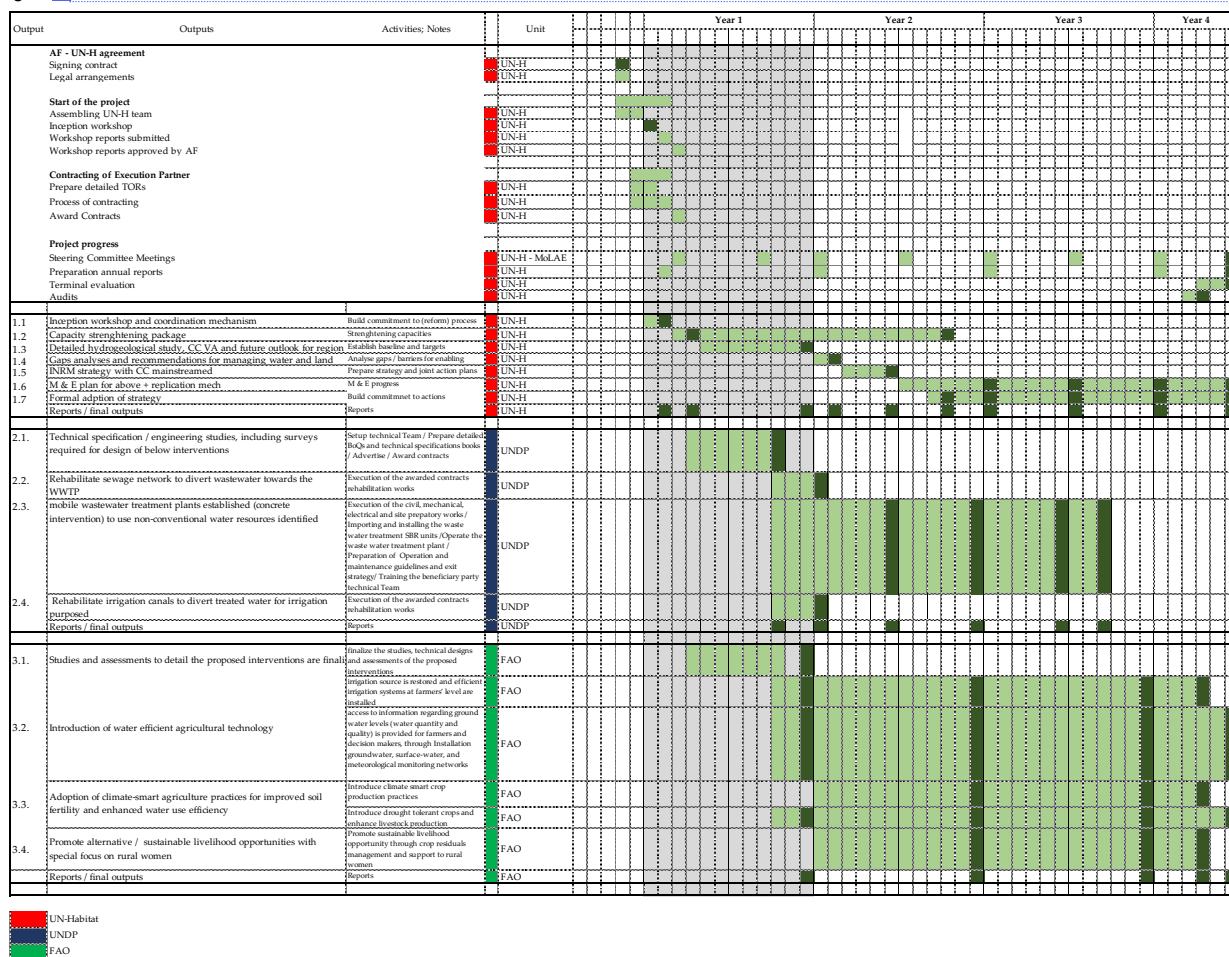 Year 1 Year 2 Year 3 Year 4
Output Outputs Activities; Notes Unit
AF - UN-H agreement
Signing contract UN-H
Legal arrangements UN-H
Start of the project
Assembling UN-H team UN-H
Inception workshop UN-H
Workshop reports submitted UN-H
Workshop reports approved by AF UN-H
Contracting of Execution Partner
Prepare detailed TORs UN-H
Process of contracting UN-H
Award Contracts UN-H
Project progress
Steering Committee Meetings UN-H - MoLAE
Preparation annual reports UN-H
Terminal evaluation UN-H
Audits UN-H
1.1 Inception workshop and coordination mechanism Build commitment to (reform) process UN-H
1.2 Capacity strenghtening package Strenghtening capacities UN-H
1.3 Detailed hydrogeological study, CC VA and future outlook for region Establish baseline and targets UN-H
1.4 Gaps analyses and recommendations for managing water and land Analyse gaps / barriers for enabling UN-H
1.5 INRM strategy with CC mainstreamed Prepare strategy and joint action plans UN-H
1.6 M & E plan for above + replication mech M & E progress UN-H
1.7 Formal adption of strategy Build commitmnet to actions UN-H
Reports / final outputs Reports UN-H
2.1. Technical specification / engineering studies, including surveys
required for design of below interventions
Setup technical Team / Prepare detailed
BoQs and technical specifications books
/ Advertise / Award contracts
UNDP
2.2. Rehabilitate sewage network to divert wastewater towards the
WWTP
Execution of the awarded contracts
rehabilitation works
UNDP
2.3. mobile wastewater treatment plants established (concrete
intervention) to use non-conventional water resources identified
Execution of the civil, mechanical,
electrical and site prepatory works /
Importing and installing the waste
water treatment SBR units /Operate the
waste water treatment plant /
Preparation of Operation and
maintenance guidelines and exit
strategy/ Training the beneficiary party
technical Team
UNDP
2.4. Rehabilitate irrigation canals to divert treated water for irrigation
purposed
Execution of the awarded contracts
rehabilitation works
UNDP
Reports / final outputs Reports UNDP
3.1. Studies and assessments to detail the proposed interventions are finali
finalize the studies, technical designs
and assessments of the proposed
interventions
FAO
3.2. Introduction of water efficient agricultural technology
irrigation source is restored and efficient
irrigation systems at farmers' level are
installed
FAO
access to information regarding ground
water levels (water quantity and
quality) is provided for farmers and
decision makers, through Installation
groundwater, surface-water, and
meteorological monitoring networks
FAO
3.3. Adoption of climate-smart agriculture practices for improved soil
fertility and enhanced water use efficiency
Introduce climate smart crop
production practices
FAO
Introduce drought tolerant crops and
enhance livestock production
FAO
3.4. Promote alternative / sustainable livelihood opportunities with
special focus on rural women
Promote sustainable livelihood
opportunity through crop residuals
management and support to rural
women
FAO
Reports / final outputs Reports FAO
UN-Habitat
UNDP
FAO